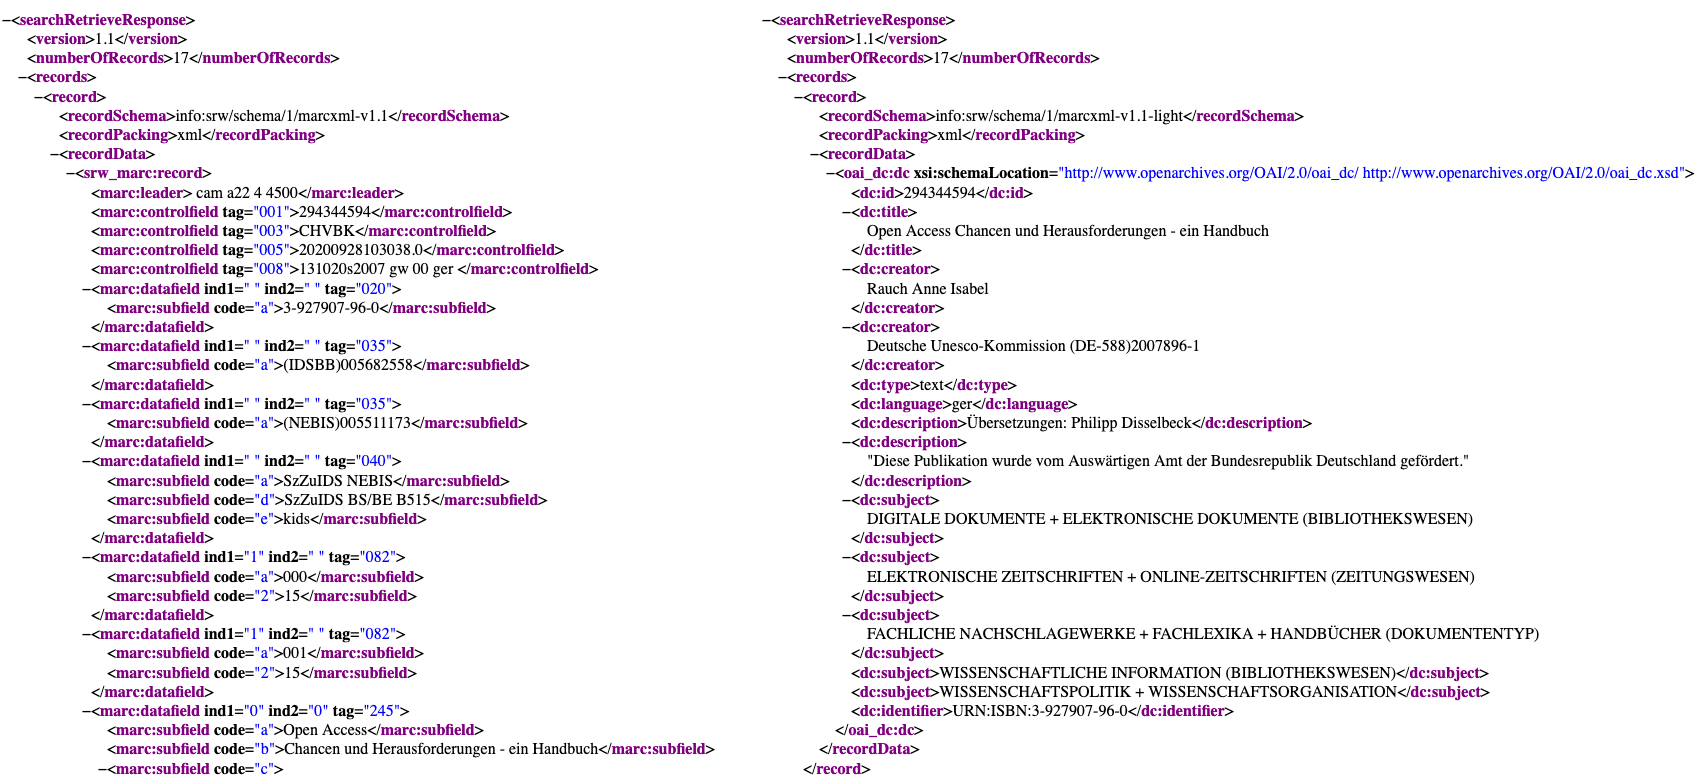 –<searchRetrieveResponse>
<version>1.1</version>
<numberOfRecords>17</numberOfRecords>
–<records>
–<record>
<recordSchema>info:srw/schema/1/marcxml-v1.1</recordSchema>
<recordPacking>xml</recordPacking>
–<recordData>
–<srw_marc:record>
<marc:leader> cam a22 4 4500</marc:leader>
<marc:controlfield tag="001">294344594</marc:controlfield>
<marc:controlfield tag="003">CHVBK</marc:controlfield>
<marc:controlfield tag="005">20200928103038.0</marc:controlfield>
<marc:controlfield tag="008">131020s2007 gw 00 ger </marc:controlfield>
–<marc:datafield ind1=" " ind2=" " tag="020">
<marc:subfield code="a">3-927907-96-0</marc:subfield>
</marc:datafield>
–<marc:datafield ind1=" " ind2=" " tag="035">
<marc:subfield code="a">(IDSBB)005682558</marc:subfield>
</marc:datafield>
–<marc:datafield ind1=" " ind2=" " tag="035">
<marc:subfield code="a">(NEBIS)005511173</marc:subfield>
</marc:datafield>
–<marc:datafield ind1=" " ind2=" " tag="040">
<marc:subfield code="a">SzZuIDS NEBIS</marc:subfield>
<marc:subfield code="d">SzZuIDS BS/BE B515</marc:subfield>
<marc:subfield code="e">kids</marc:subfield>
</marc:datafield>
–<marc:datafield ind1="1" ind2=" " tag="082">
<marc:subfield code="a">000</marc:subfield>
<marc:subfield code="2">15</marc:subfield>
</marc:datafield>
–<marc:datafield ind1="1" ind2=" " tag="082">
<marc:subfield code="a">001</marc:subfield>
<marc:subfield code="2">15</marc:subfield>
</marc:datafield>
–<marc:datafield ind1="0" ind2="0" tag="245">
<marc:subfield code="a">Open Access</marc:subfield>
<marc:subfield code="b">Chancen und Herausforderungen - ein Handbuch</marc:subfield>
–<marc:subfield code="c">
–<searchRetrieveResponse>
<version>1.1</version>
<numberOfRecords>17</numberOfRecords>
–<records>
–<record>
<recordSchema>info:srw/schema/1/marcxml-v1.1-light</recordSchema>
<recordPacking>xml</recordPacking>
–<recordData>
–<oai_dc:dc xsi:schemaLocation="http://www.openarchives.org/OAI/2.0/oai_dc/ http://www.openarchives.org/OAI/2.0/oai_dc.xsd">
<dc:id>294344594</dc:id>
–<dc:title>
Open Access Chancen und Herausforderungen - ein Handbuch
</dc:title>
–<dc:creator>
Rauch Anne Isabel
</dc:creator>
–<dc:creator>
Deutsche Unesco-Kommission (DE-588)2007896-1
</dc:creator>
<dc:type>text</dc:type>
<dc:language>ger</dc:language>
<dc:description>Übersetzungen: Philipp Disselbeck</dc:description>
–<dc:description>
"Diese Publikation wurde vom Auswärtigen Amt der Bundesrepublik Deutschland gefördert."
</dc:description>
–<dc:subject>
DIGITALE DOKUMENTE + ELEKTRONISCHE DOKUMENTE (BIBLIOTHEKSWESEN)
</dc:subject>
–<dc:subject>
ELEKTRONISCHE ZEITSCHRIFTEN + ONLINE-ZEITSCHRIFTEN (ZEITUNGSWESEN)
</dc:subject>
–<dc:subject>
FACHLICHE NACHSCHLAGEWERKE + FACHLEXIKA + HANDBÜCHER (DOKUMENTENTYP)
</dc:subject>
<dc:subject>WISSENSCHAFTLICHE INFORMATION (BIBLIOTHEKSWESEN)</dc:subject>
<dc:subject>WISSENSCHAFTSPOLITIK + WISSENSCHAFTSORGANISATION</dc:subject>
<dc:identifier>URN:ISBN:3-927907-96-0</dc:identifier>
</oai_dc:dc>
</recordData>
</record>